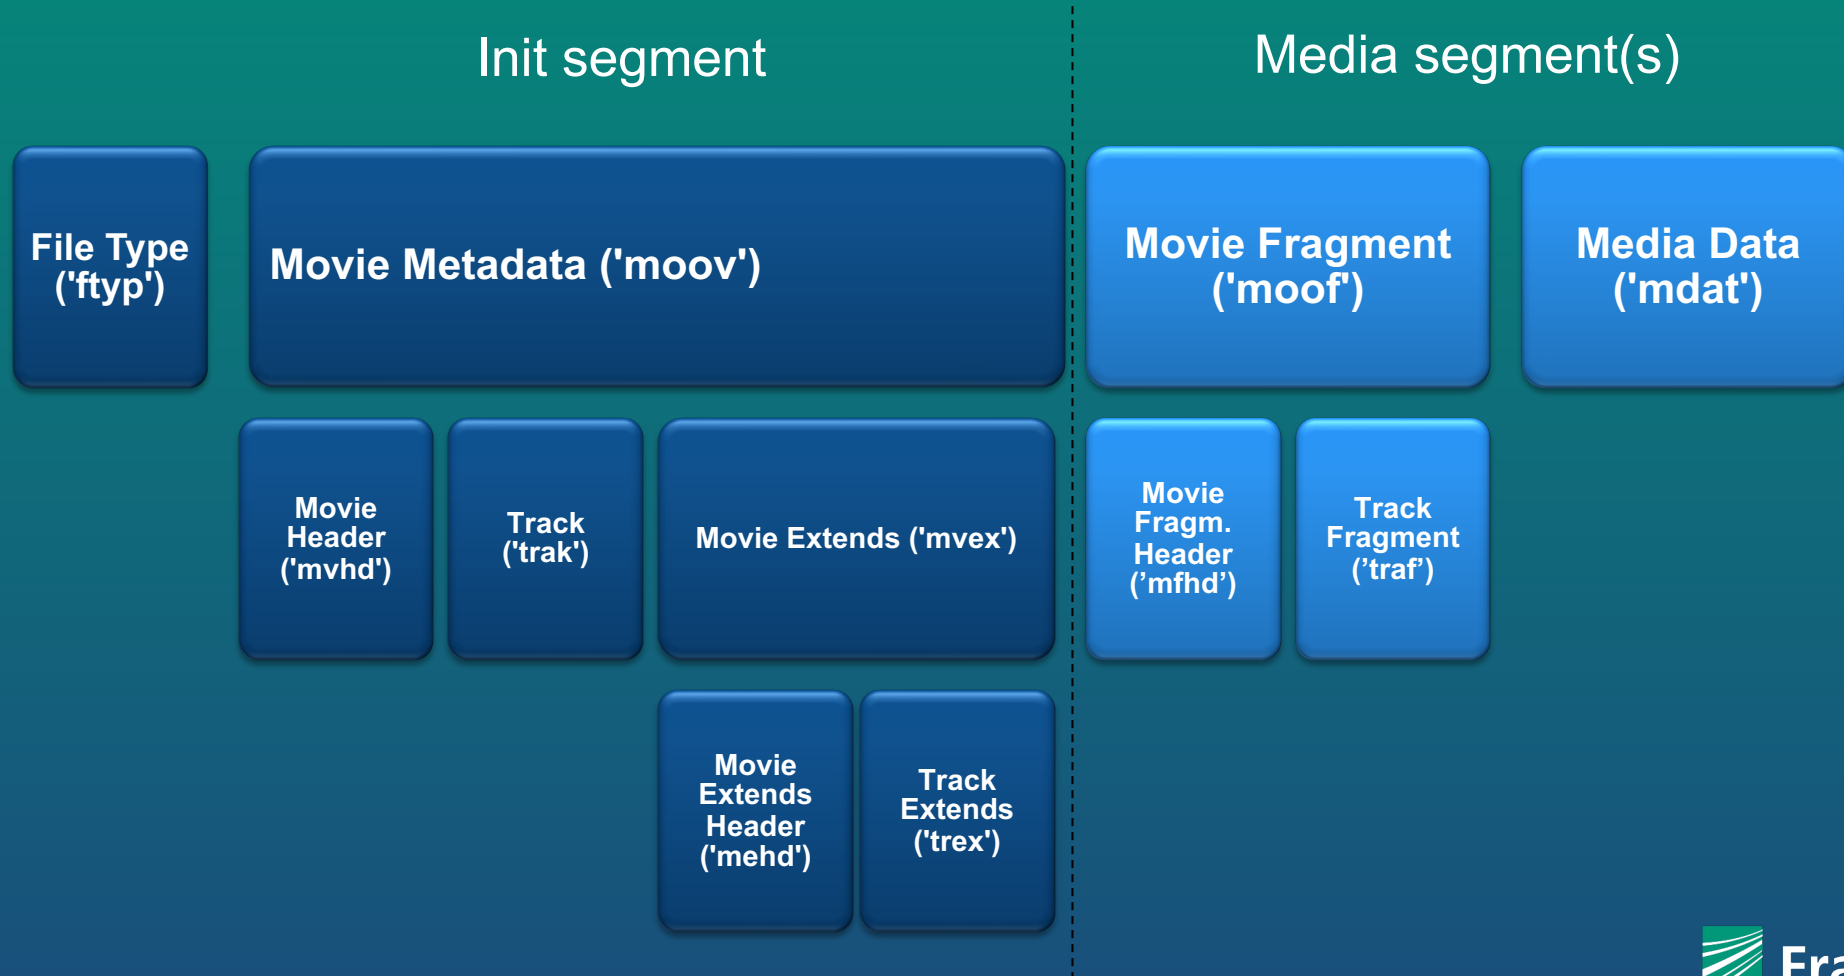 Init segment
Media segment(s)
File Type
('ftyp')
Movie Metadata ('moov')
Movie Fragment
('moof')
Media Data
('mdat')
Movie
Header
('mvhd')
Track
('trak')
Movie Extends ('mvex')
Movie
Fragm.
Header
(’mfhd’)
Track
Fragment
(’traf’)
Movie
Extends
Header
('mehd')
Track
Extends
('trex')